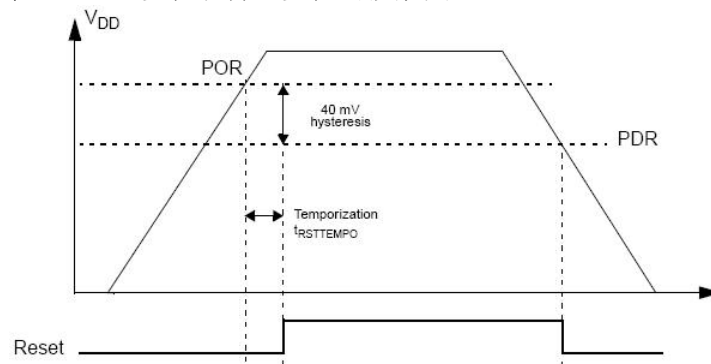 VDD
POR
40 mV
hysteresis
PDR
Temporization
tRSTTEMPO
Reset